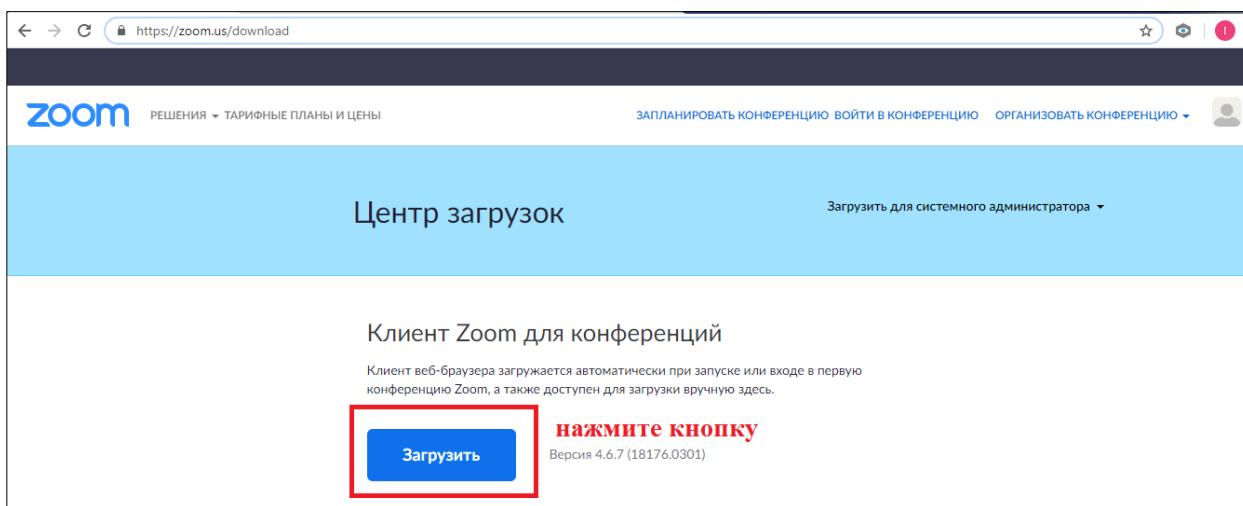 https://zoom.us/download
zoom РЕШЕНИЯ ТАРИФНЫЕ ПЛАНЫ И ЦЕНЫ ЗАПЛАНИРОВАТЬ КОНФЕРЕНЦИЮ ВОЙТИ В КОНФЕРЕНЦИЮ ОРГАНИЗОВАТЬ КОНФЕРЕНЦИЮ
Центр загрузок Загрузить для системного администратора
Клиент Zoom для конференций
Клиент веб-браузера загружается автоматически при запуске или входе в первую
конференцию Zoom, а также доступен для загрузки вручную здесь.
нажмите кнопку
Загрузить Версия 4.6.7 (18176.0301)